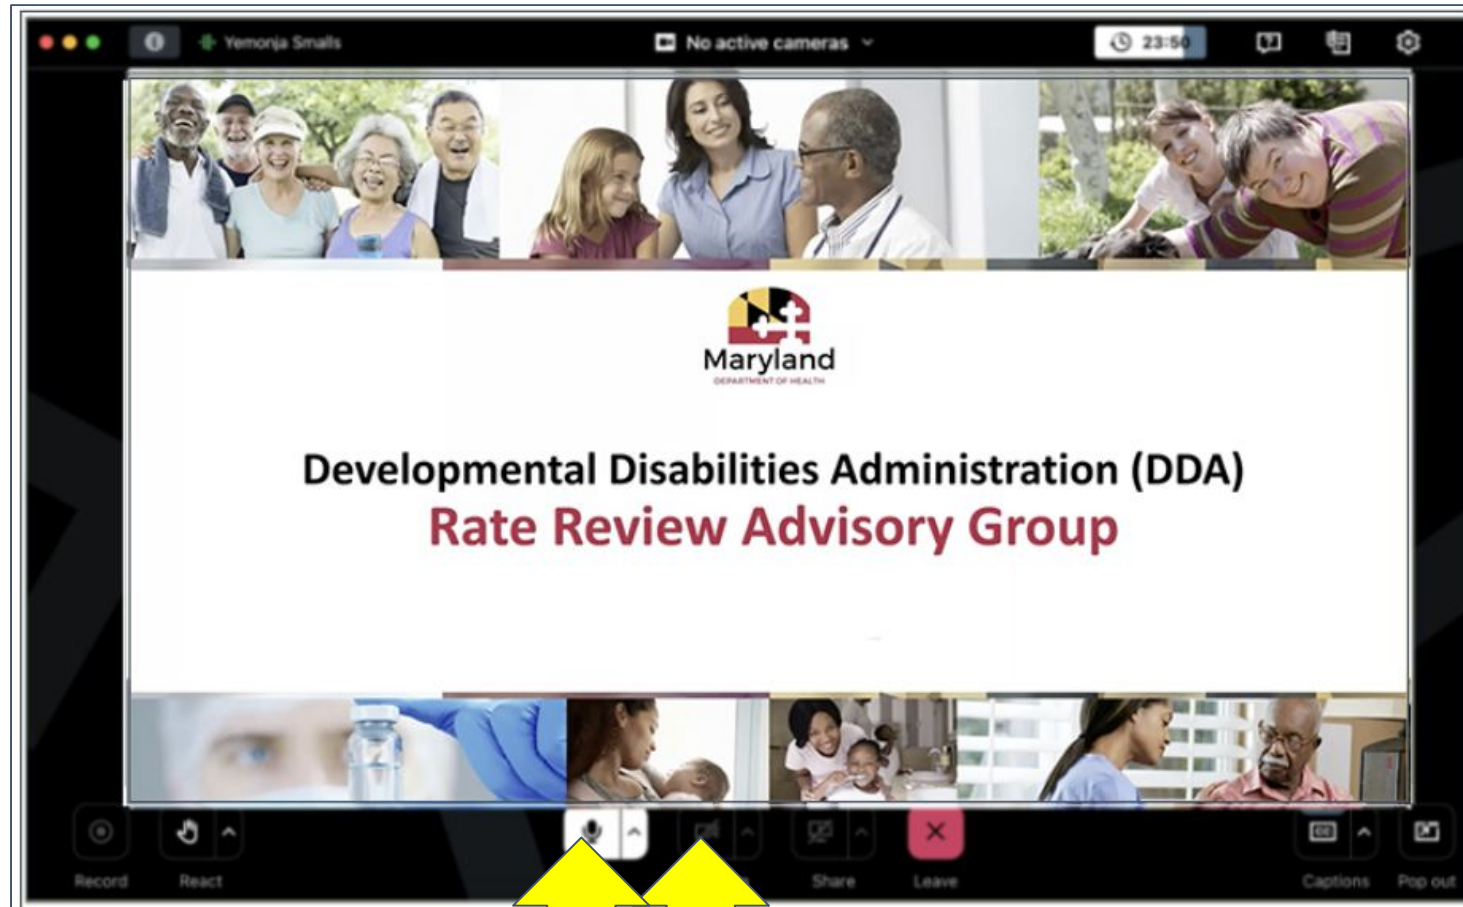 Yemonja Smalls
No active cameras
23:50
Maryland
DEPARTMENT OF HEALTH
Developmental Disabilities Administration (DDA)
Rate Review Advisory Group
Record
React
Share
Leave
CC
Captions
Pop out